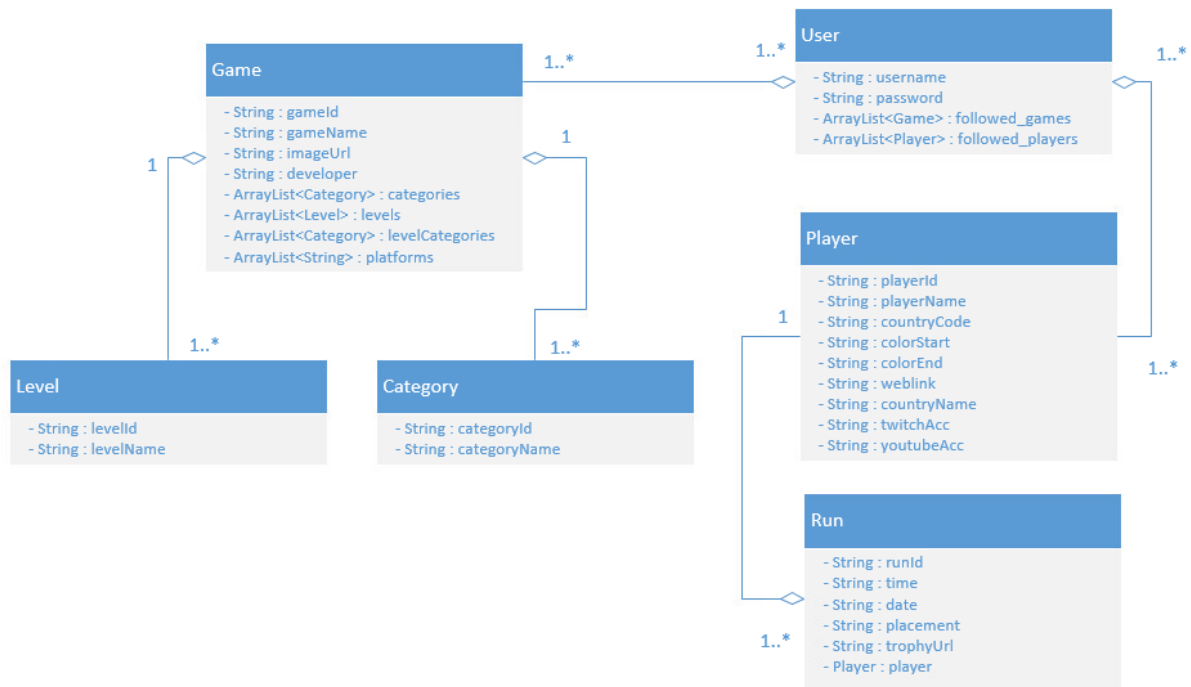 Game
- String : gameId
- String : gameName
- String : imageUrl
- String : developer
- ArrayList<Category> : categories
- ArrayList<Level> : levels
- ArrayList<Category> : levelCategories
- ArrayList<String> : platforms
1..*
1..*
User
- String : username
- String : password
- ArrayList<Game> : followed_games
- ArrayList<Player> : followed_players
1..*
1
1
1..*
1..*
Level
- String : levelId
- String : levelName
Category
- String : categoryId
- String : categoryName
Player
- String : playerId
- String : playerName
- String : countryCode
- String : colorStart
- String : colorEnd
- String : weblink
- String : countryName
- String : twitchAcc
- String : youtubeAcc
1
1..*
Run
- String : runId
- String : time
- String : date
- String : placement
- String : trophyUrl
- Player : player
1..*